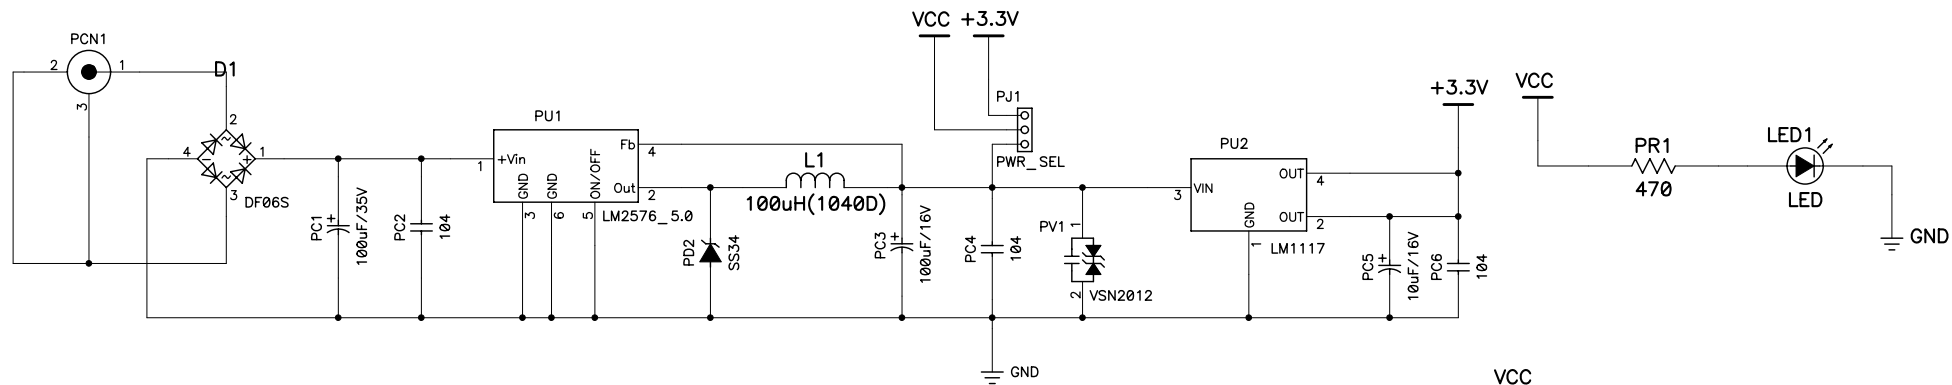 VCC +3.3V
PCN1
2
1
3
D1
2
4
1
3
DF06S
PC1
100uF/35V
PC2
104
PU1
1
+Vin
Fb
4
GND
GND
ON/OFF
Out
2
3
6
5
LM2576_5.0
PD2
SS34
L1
100uH(1040D)
PC3
100uF/16V
PJ1
PWR_SEL
PC4
104
GND
PV1
1
2
VSN2012
PU2
3
VIN
OUT
4
OUT
2
GND
1
LM1117
+3.3V
PC5
10uF/16V
PC6
104
VCC
PR1
470
LED1
LED
GND
VCC